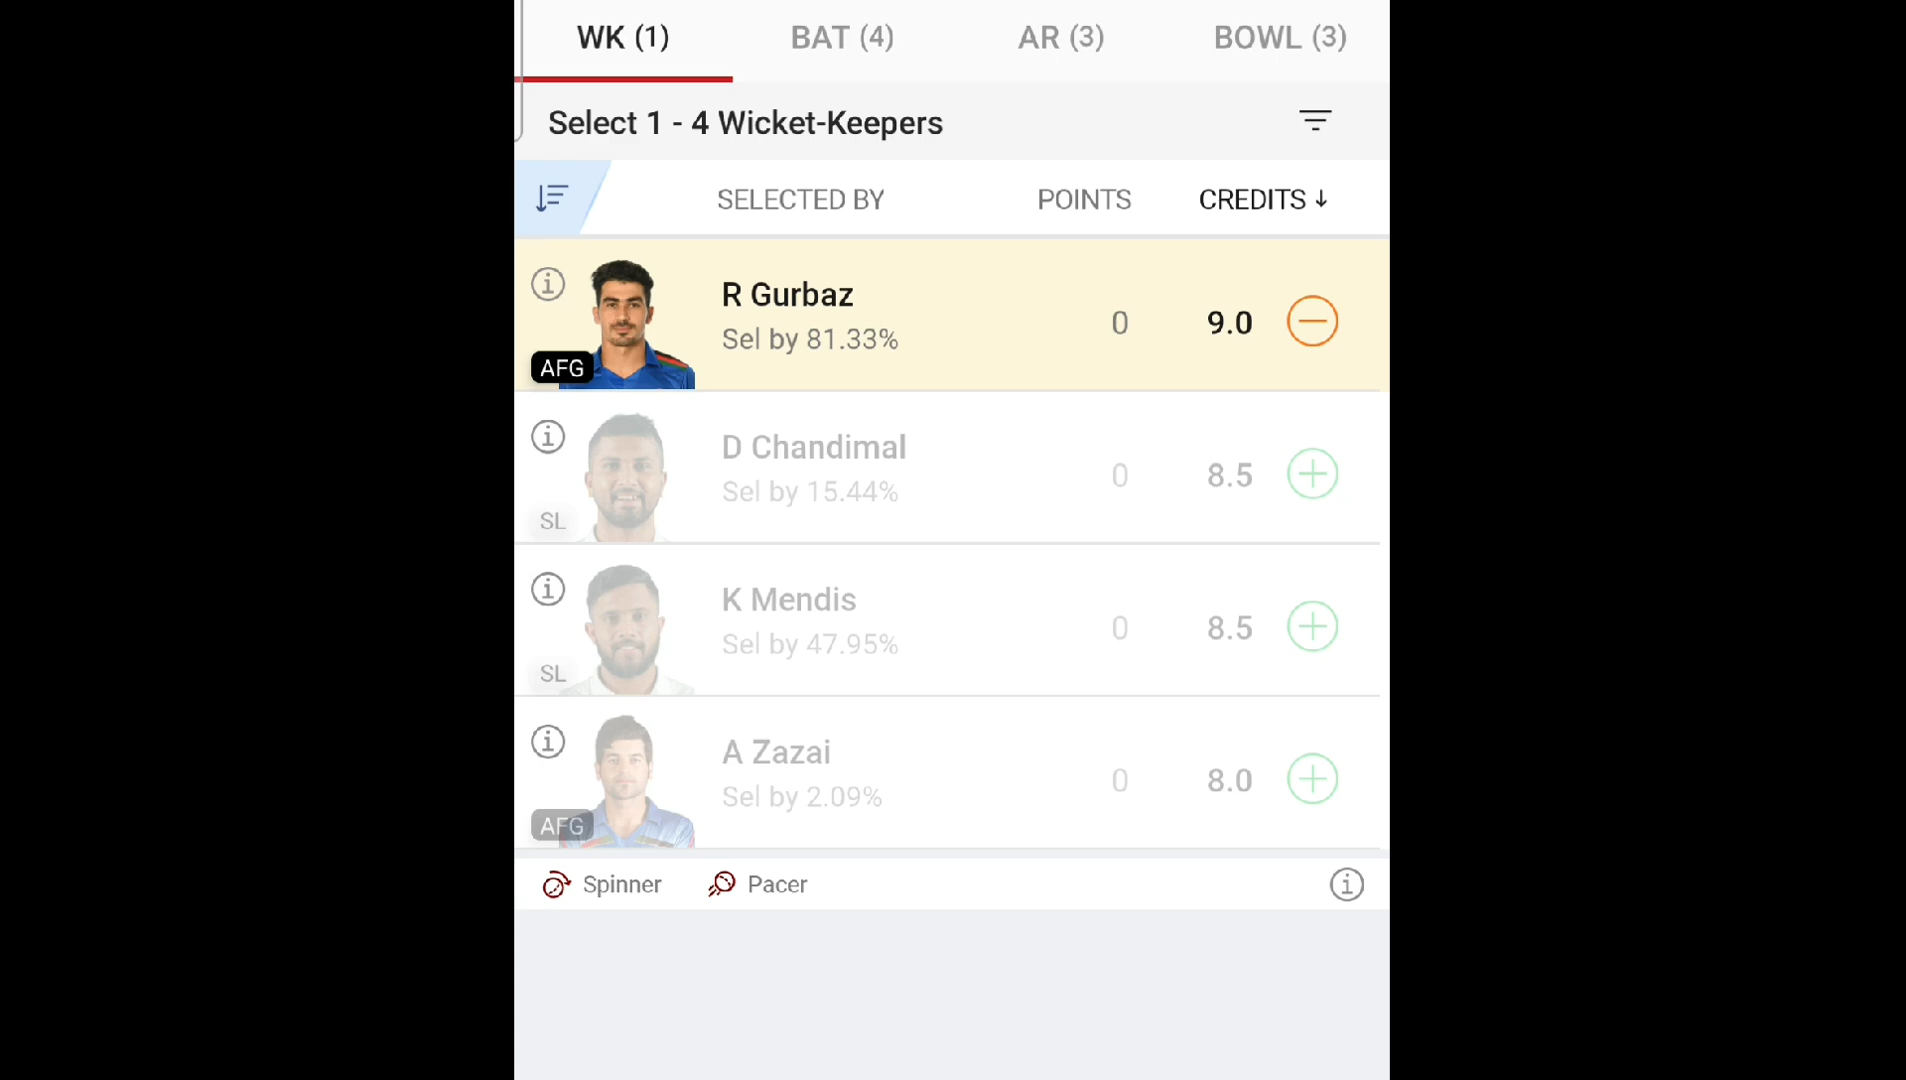 WK (1) BAT (4) AR (3) BOWL (3)
Select 1 - 4 Wicket-Keepers
SELECTED BY POINTS CREDITS ↓
R Gurbaz
Sel by 81.33%
0 9.0
AFG
D Chandimal
Sel by 15.44%
0 8.5
SL
K Mendis
Sel by 47.95%
0 8.5
SL
A Zazai
Sel by 2.09%
0 8.0
AFG
Spinner Pacer